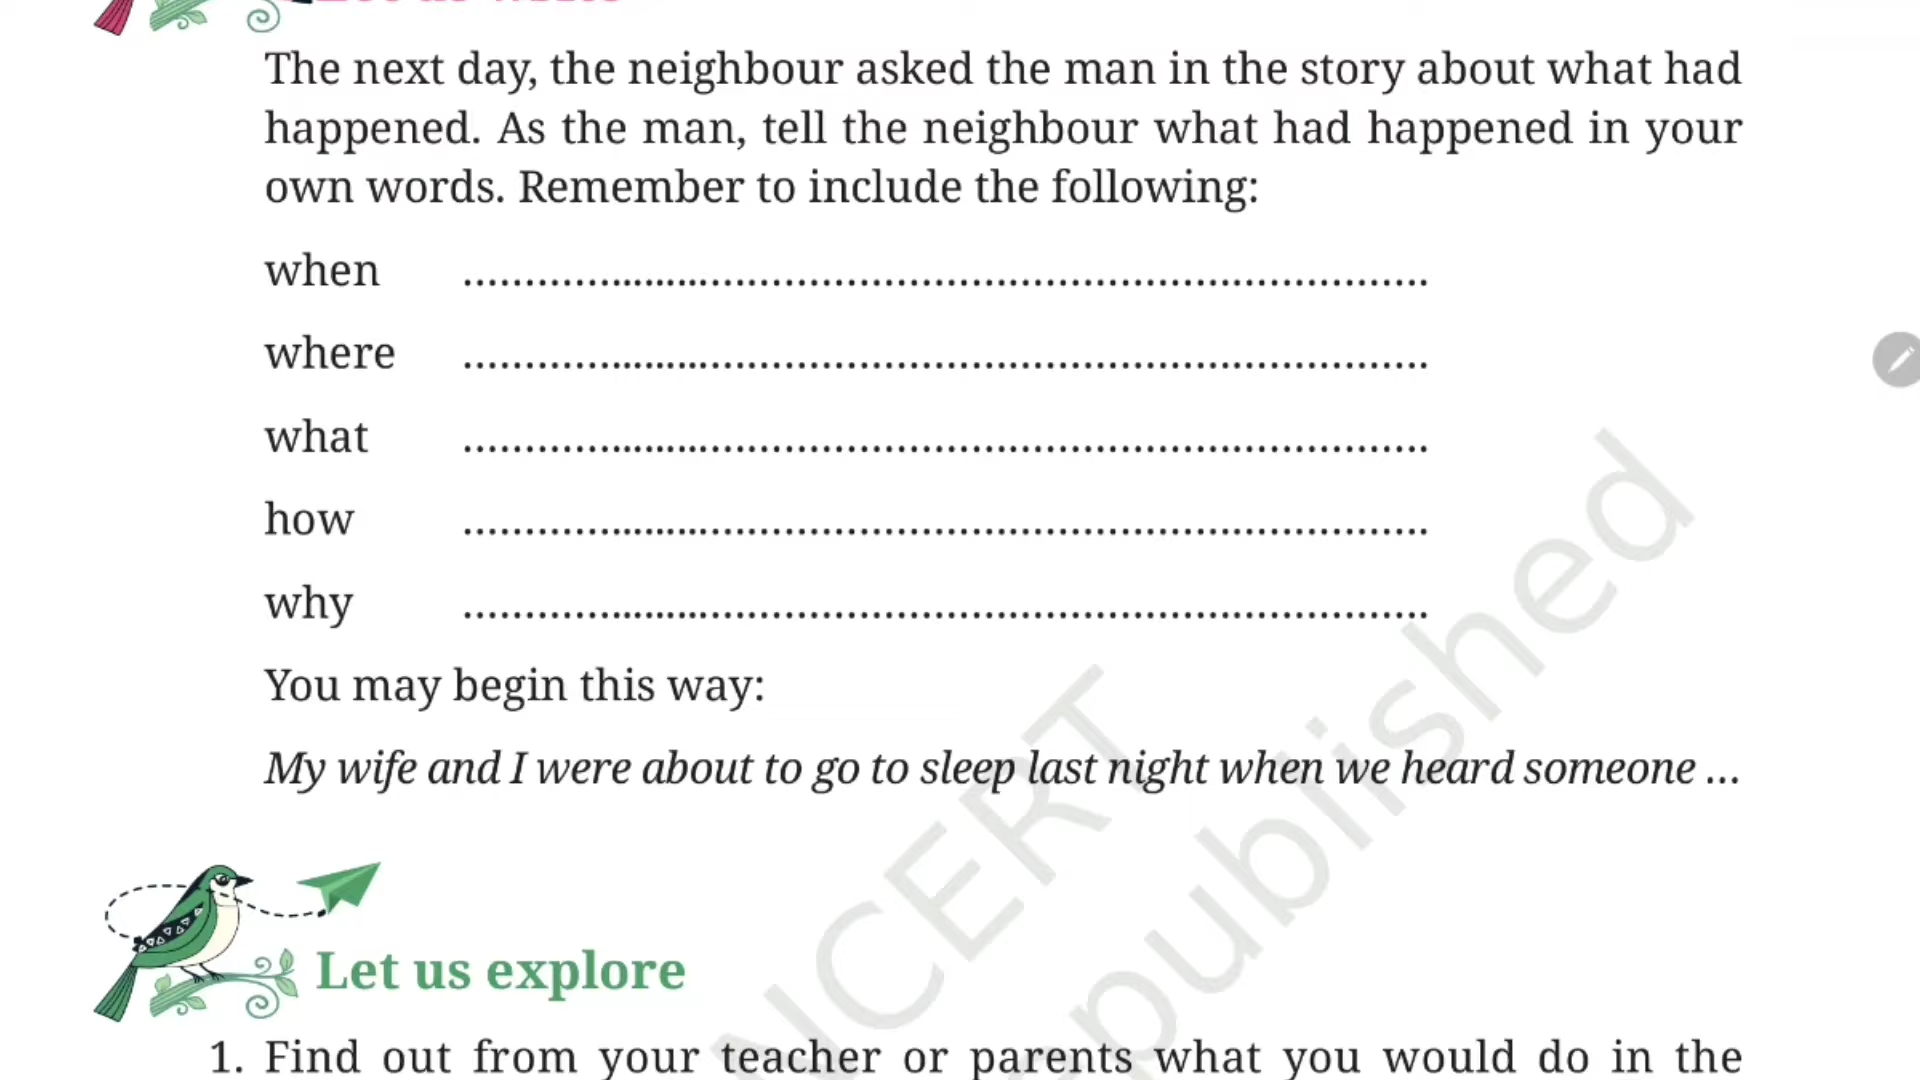 The next day, the neighbour asked the man in the story about what had
happened. As the man, tell the neighbour what had happened in your
own words. Remember to include the following:
when ......................................................................
where ......................................................................
what ......................................................................
how ......................................................................
why ......................................................................
You may begin this way:
My wife and I were about to go to sleep last night when we heard someone ...
NCERT
Let us explore
1. Find out from your teacher or parents what you would do in the